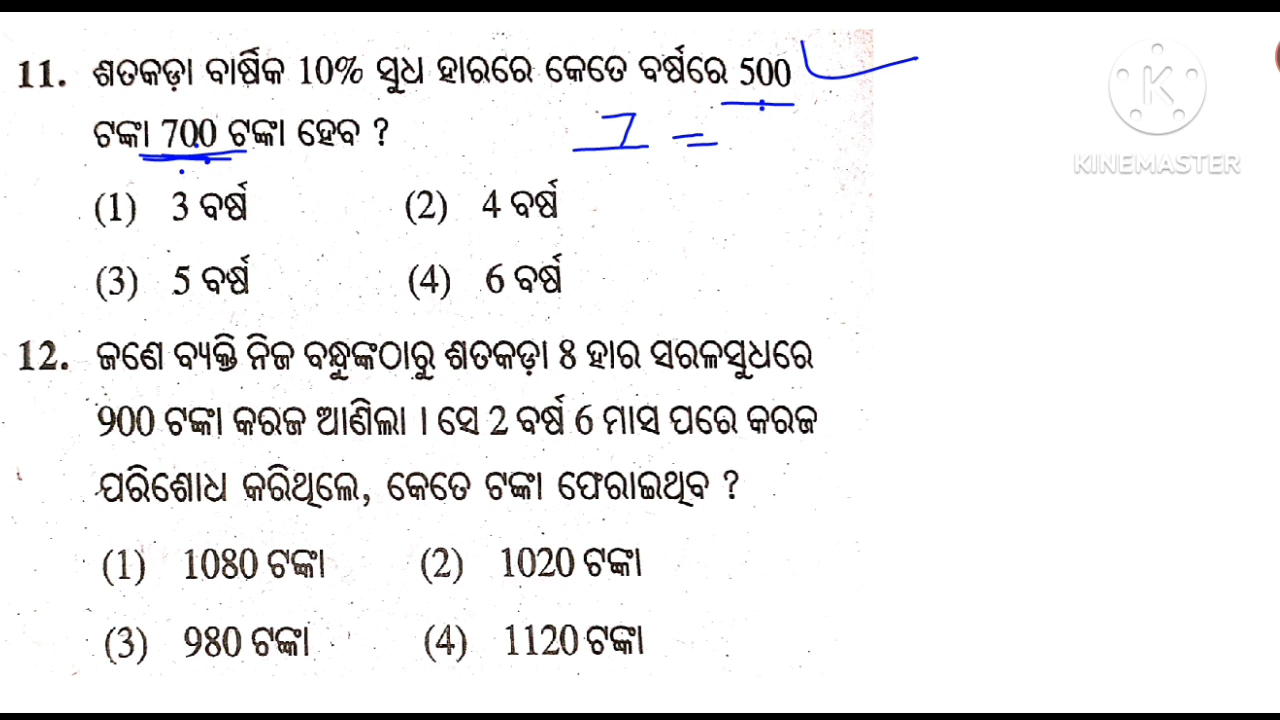 11. ଶତକଡ଼ା ବାର୍ଷିକ 10% ସୁଧ ହାରରେ କେତେ ବର୍ଷରେ 500
ଟଙ୍କା 700 ଟଙ୍କା ହେବ ?
I =
(1) 3 ବର୍ଷ (2) 4 ବର୍ଷ
(3) 5 ବର୍ଷ (4) 6 ବର୍ଷ
12. ଜଣେ ବ୍ୟକ୍ତି ନିଜ ବନ୍ଧୁଙ୍କଠାରୁ ଶତକଡ଼ା 8 ହାର ସରଳସୁଧରେ
900 ଟଙ୍କା କରଜ ଆଣିଲା । ସେ 2 ବର୍ଷ 6 ମାସ ପରେ କରଜ
ପରିଶୋଧ କରିଥିଲେ, କେତେ ଟଙ୍କା ଫେରାଇଥିବ ?
(1) 1080 ଟଙ୍କା (2) 1020 ଟଙ୍କା
(3) 980 ଟଙ୍କା (4) 1120 ଟଙ୍କା
K
KINEMASTER